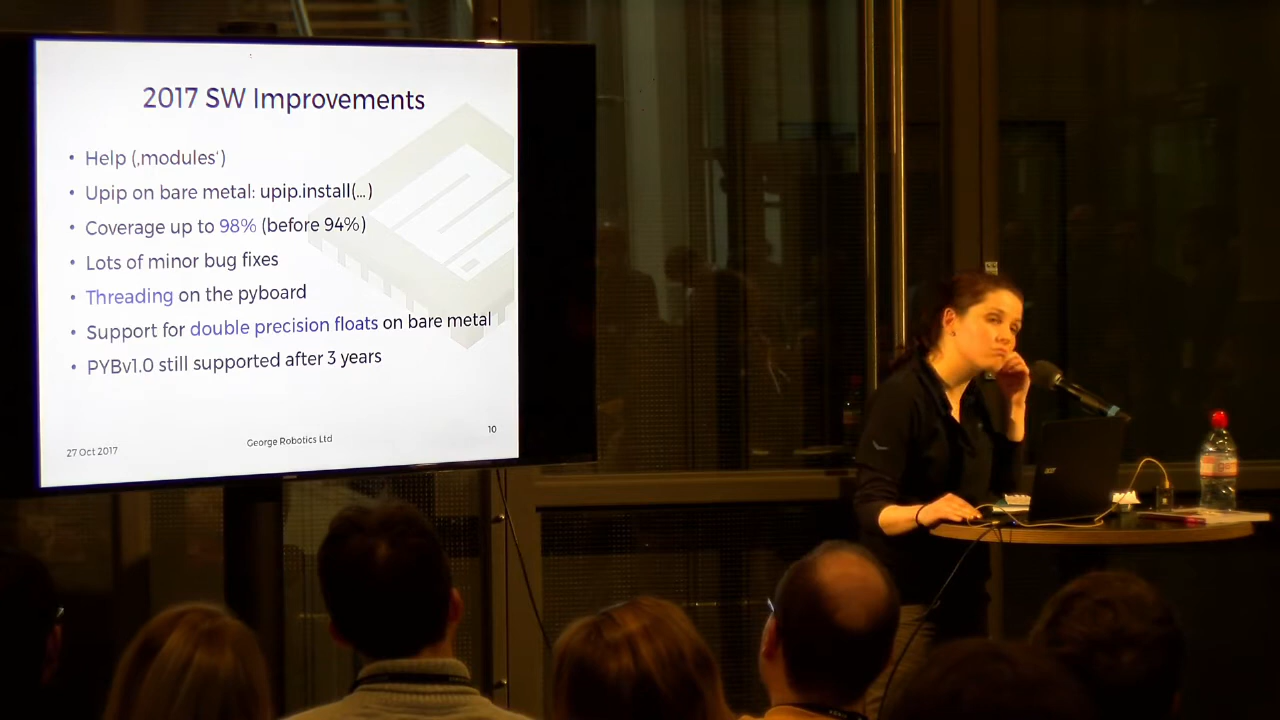 2017 SW Improvements
• Help (‚modules‘)
• Upip on bare metal: upip.install(...)
• Coverage up to 98% (before 94%)
• Lots of minor bug fixes
• Threading on the pyboard
• Support for double precision floats on bare metal
• PYBv1.0 still supported after 3 years
27 Oct 2017
George Robotics Ltd
10
acer